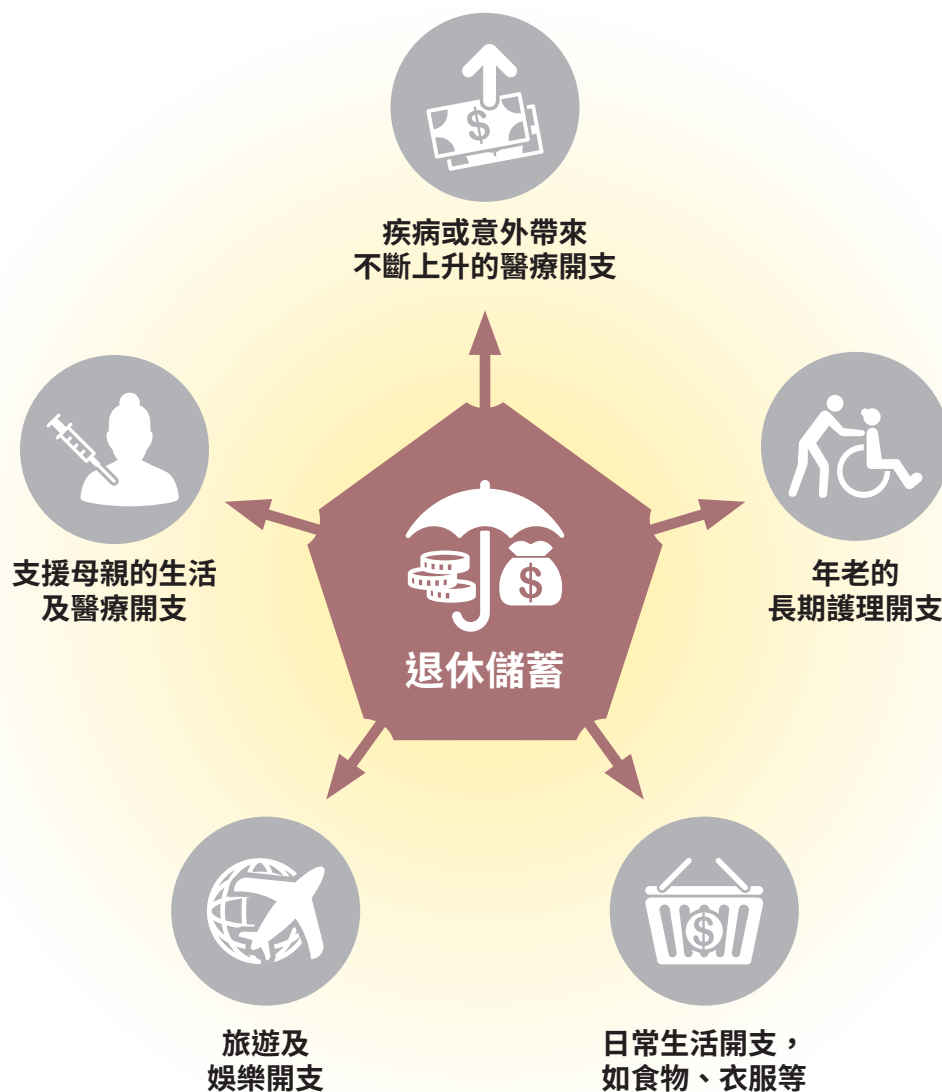 疾病或意外帶來
不斷上升的醫療開支
支援母親的生活
及醫療開支
年老的
長期護理開支
退休儲蓄
旅遊及
娛樂開支
日常生活開支，
如食物、衣服等